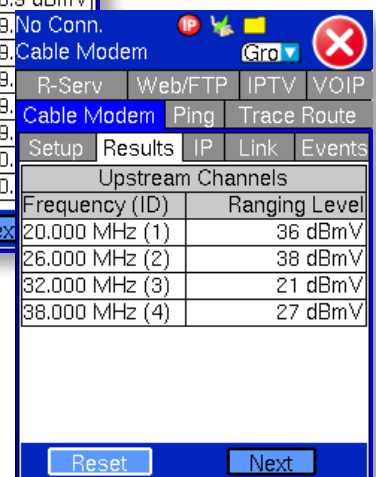 dBmV
No Conn.
IP
Cable Modem
Gro
R-Serv Web/FTP IPTV VOIP
Cable Modem Ping Trace Route
Setup Results IP Link Events
Upstream Channels
Frequency (ID) Ranging Level
20.000 MHz (1) 36 dBmV
26.000 MHz (2) 38 dBmV
32.000 MHz (3) 21 dBmV
38.000 MHz (4) 27 dBmV
Reset Next